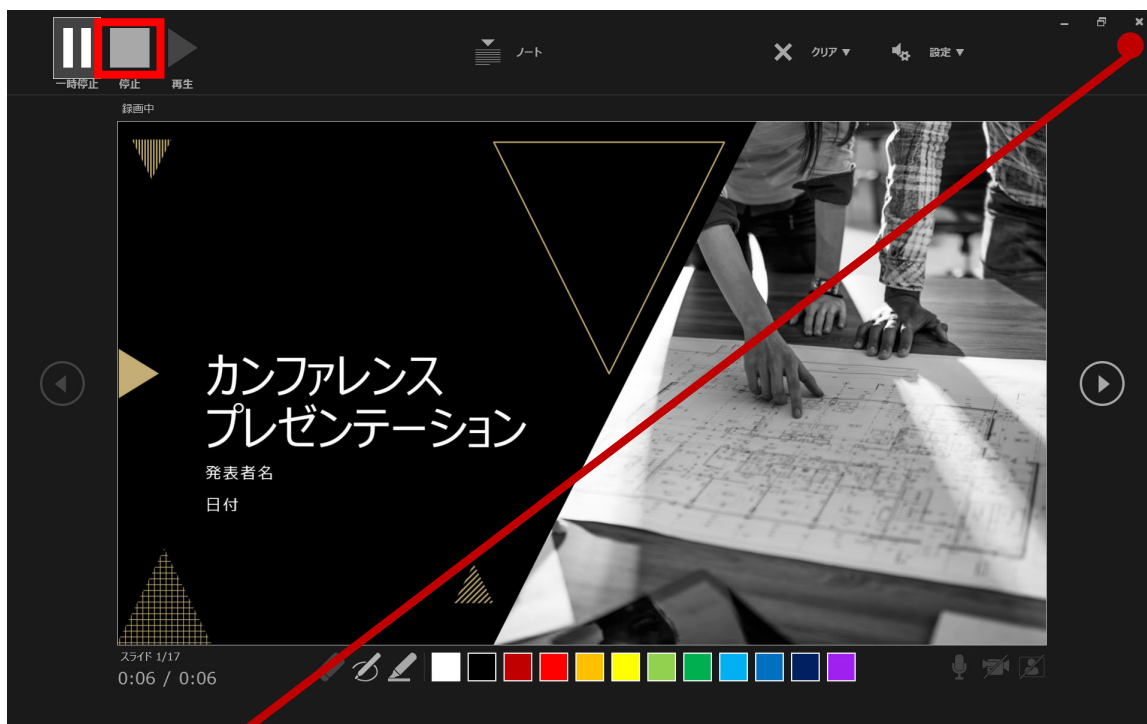 ノート
クリア
設定
一時停止
停止
再生
録画中
カンファレンス
プレゼンテーション
発表者名
日付
スライド 1/17
0:06 / 0:06